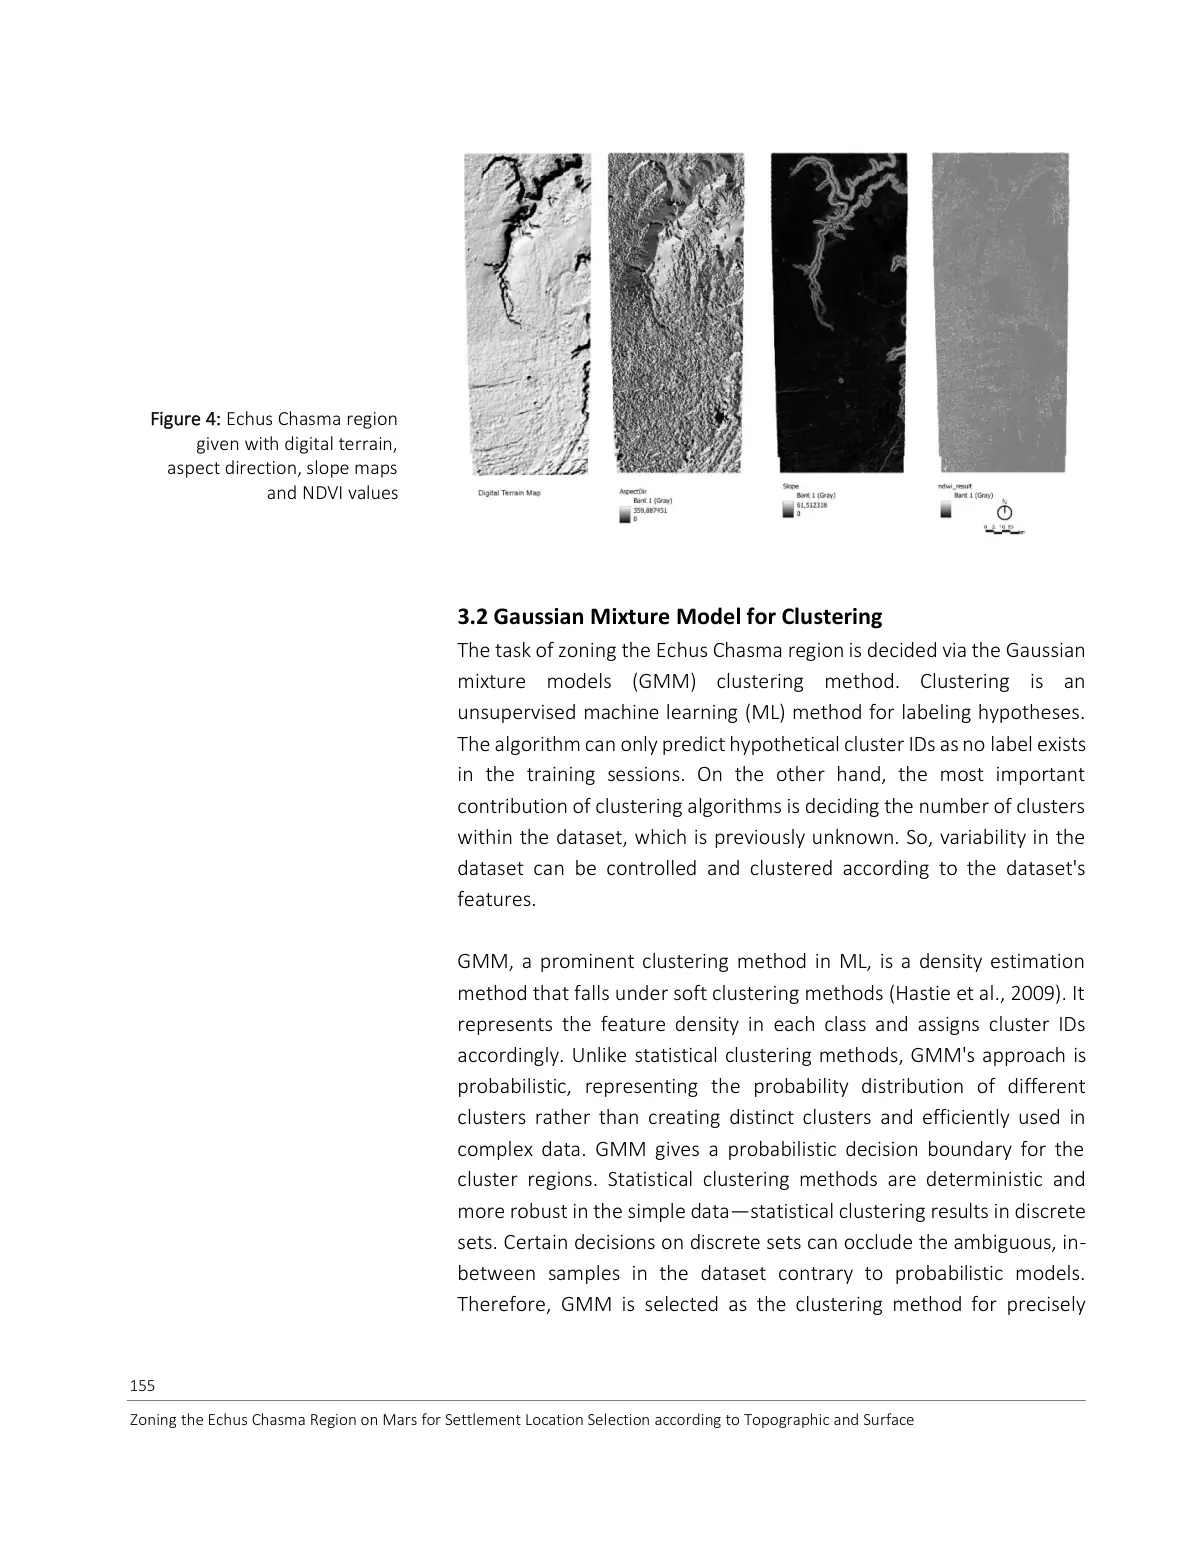 Digital Terrain Map
AspectDir
Bant 1 (Gray)
359,887451
0
Slope
Bant 1 (Gray)
61,512318
0
ndwi_result
Bant 1 (Gray)
N
Figure 4: Echus Chasma region
given with digital terrain,
aspect direction, slope maps
and NDVI values
3.2 Gaussian Mixture Model for Clustering
The task of zoning the Echus Chasma region is decided via the Gaussian
mixture models (GMM) clustering method. Clustering is an
unsupervised machine learning (ML) method for labeling hypotheses.
The algorithm can only predict hypothetical cluster IDs as no label exists
in the training sessions. On the other hand, the most important
contribution of clustering algorithms is deciding the number of clusters
within the dataset, which is previously unknown. So, variability in the
dataset can be controlled and clustered according to the dataset's
features.
GMM, a prominent clustering method in ML, is a density estimation
method that falls under soft clustering methods (Hastie et al., 2009). It
represents the feature density in each class and assigns cluster IDs
accordingly. Unlike statistical clustering methods, GMM's approach is
probabilistic, representing the probability distribution of different
clusters rather than creating distinct clusters and efficiently used in
complex data. GMM gives a probabilistic decision boundary for the
cluster regions. Statistical clustering methods are deterministic and
more robust in the simple data—statistical clustering results in discrete
sets. Certain decisions on discrete sets can occlude the ambiguous, in-
between samples in the dataset contrary to probabilistic models.
Therefore, GMM is selected as the clustering method for precisely
155
Zoning the Echus Chasma Region on Mars for Settlement Location Selection according to Topographic and Surface